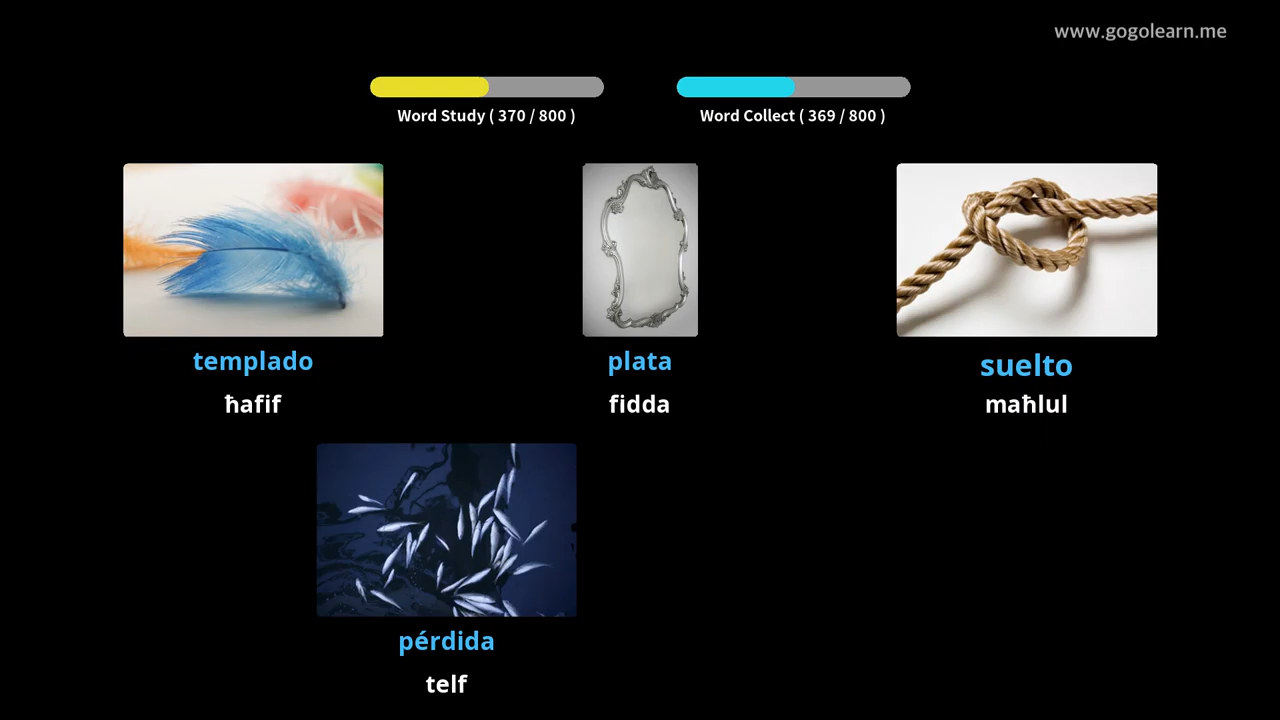 www.gogolearn.me
Word Study ( 370 / 800 )
Word Collect ( 369 / 800 )
templado
plata
suelto
ħafif
fidda
maħlul
pérdida
telf